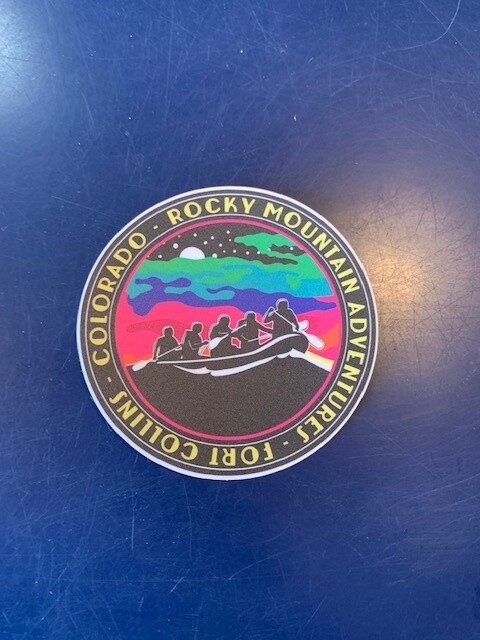 ROCKY MOUNTAIN ADVENTURES - FORT COLLINS - COLORADO -